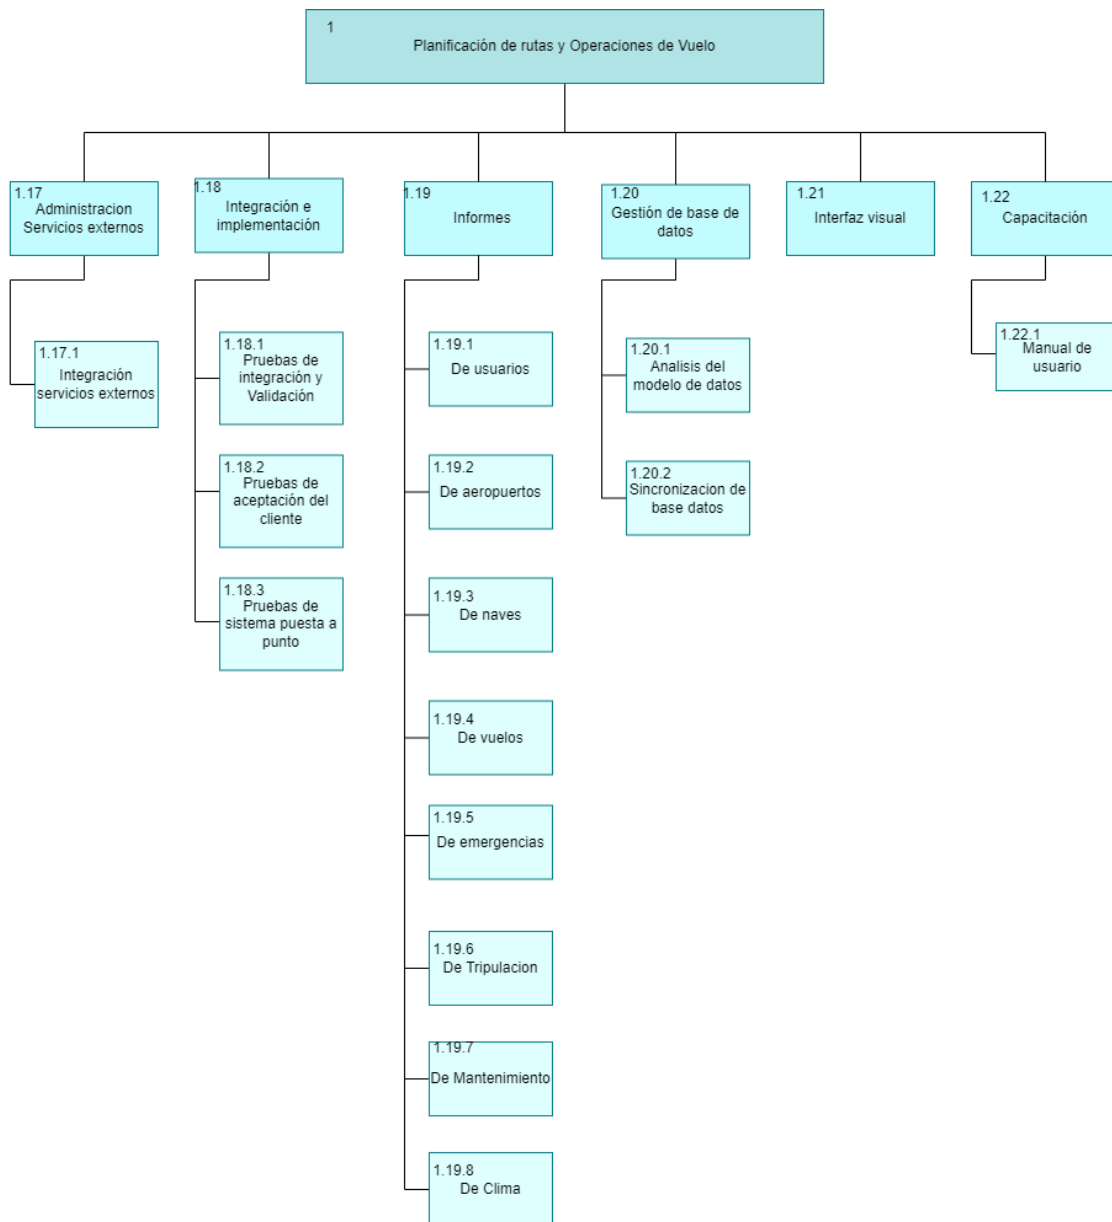 1
Planificación de rutas y Operaciones de Vuelo
1.17
Administracion
Servicios externos
1.17.1
Integración
servicios externos
1.18
Integración e
implementación
1.18.1
Pruebas de
integración y
Validación
1.18.2
Pruebas de
aceptación del
cliente
1.18.3
Pruebas de
sistema puesta a
punto
1.19
Informes
1.19.1
De usuarios
1.19.2
De aeropuertos
1.19.3
De naves
1.19.4
De vuelos
1.19.5
De emergencias
1.19.6
De Tripulacion
1.19.7
De Mantenimiento
1.19.8
De Clima
1.20
Gestión de base de
datos
1.20.1
Analisis del
modelo de datos
1.20.2
Sincronizacion de
base datos
1.21
Interfaz visual
1.22
Capacitación
1.22.1
Manual de
usuario